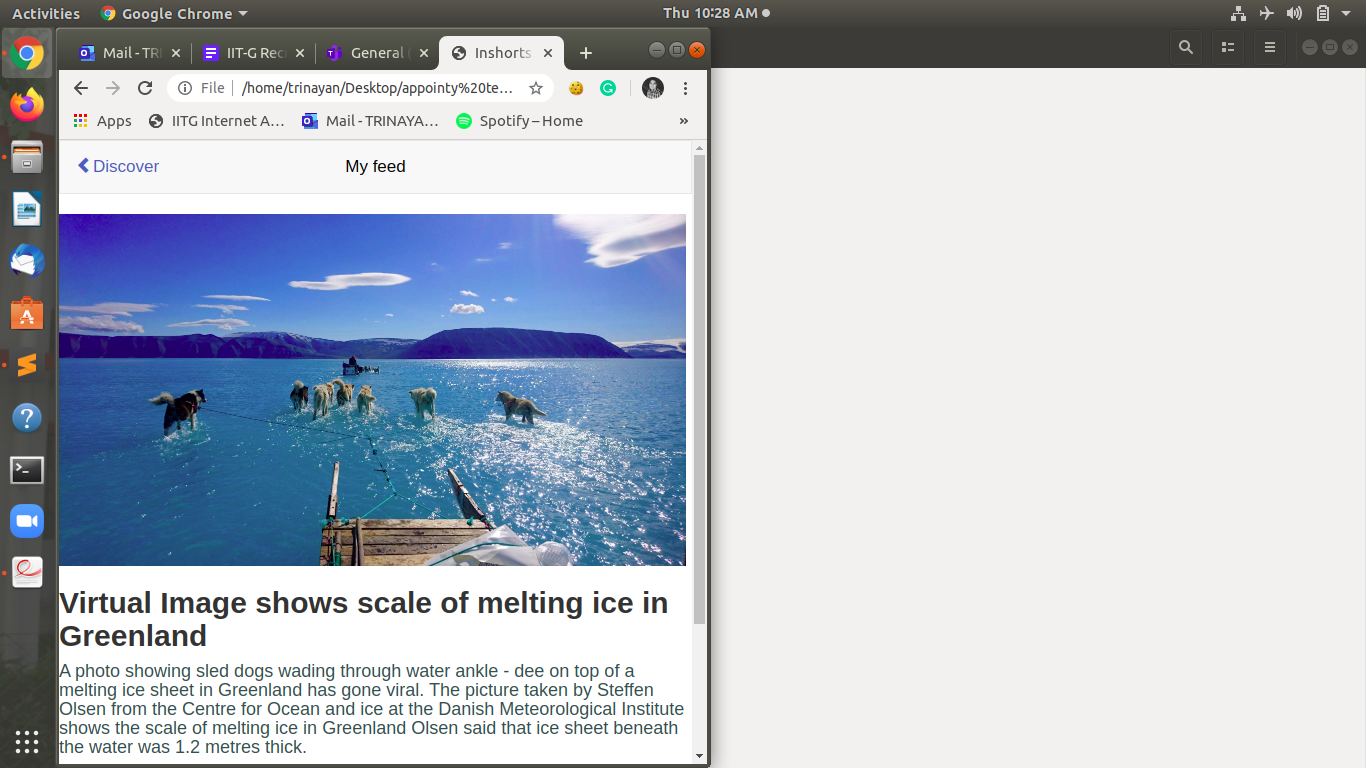 Activities
Google Chrome
Thu 10:28 AM
Mail - TRI
IIT-G Rec
General (
Inshorts
File
/home/trinayan/Desktop/appointy%20te…
Apps
IITG Internet A…
Mail - TRINAYA…
Spotify – Home
»
Discover
My feed
Virtual Image shows scale of melting ice in
Greenland
A photo showing sled dogs wading through water ankle - dee on top of a
melting ice sheet in Greenland has gone viral. The picture taken by Steffen
Olsen from the Centre for Ocean and ice at the Danish Meteorological Institute
shows the scale of melting ice in Greenland Olsen said that ice sheet beneath
the water was 1.2 metres thick.